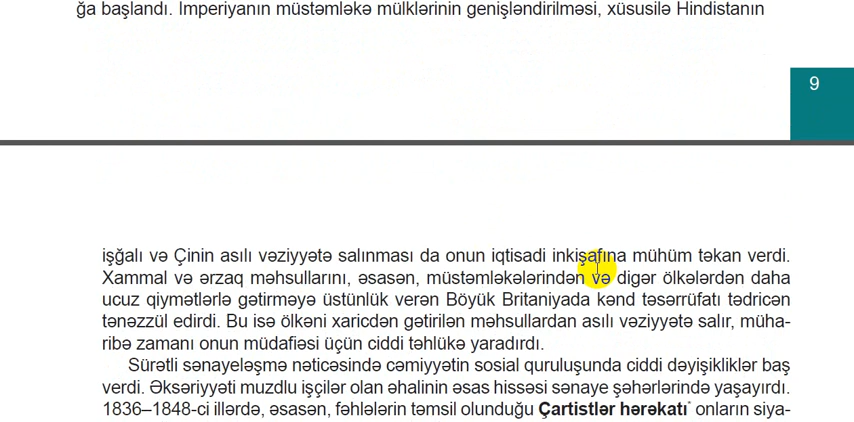 ğa başlandı. İmperiyanın müstəmləkə mülklərinin genişləndirilməsi, xüsusilə Hindistanın
9
işğalı və Çinin asılı vəziyyətə salınması da onun iqtisadi inkişafına mühüm təkan verdi.
Xammal və ərzaq məhsullarını, əsasən, müstəmləkələrindən və digər ölkələrdən daha
ucuz qiymətlərlə gətirməyə üstünlük verən Böyük Britaniyada kənd təsərrüfatı tədricən
tənəzzül edirdi. Bu isə ölkəni xaricdən gətirilən məhsullardan asılı vəziyyətə salır, müha-
ribə zamanı onun müdafiəsi üçün ciddi təhlükə yaradırdı.
Sürətli sənayeləşmə nəticəsində cəmiyyətin sosial quruluşunda ciddi dəyişikliklər baş
verdi. Əksəriyyəti muzdlu işçilər olan əhalinin əsas hissəsi sənaye şəhərlərində yaşayırdı.
1836–1848-ci illərdə, əsasən, fəhlələrin təmsil olunduğu Çartistlər hərəkatı* onların siya-